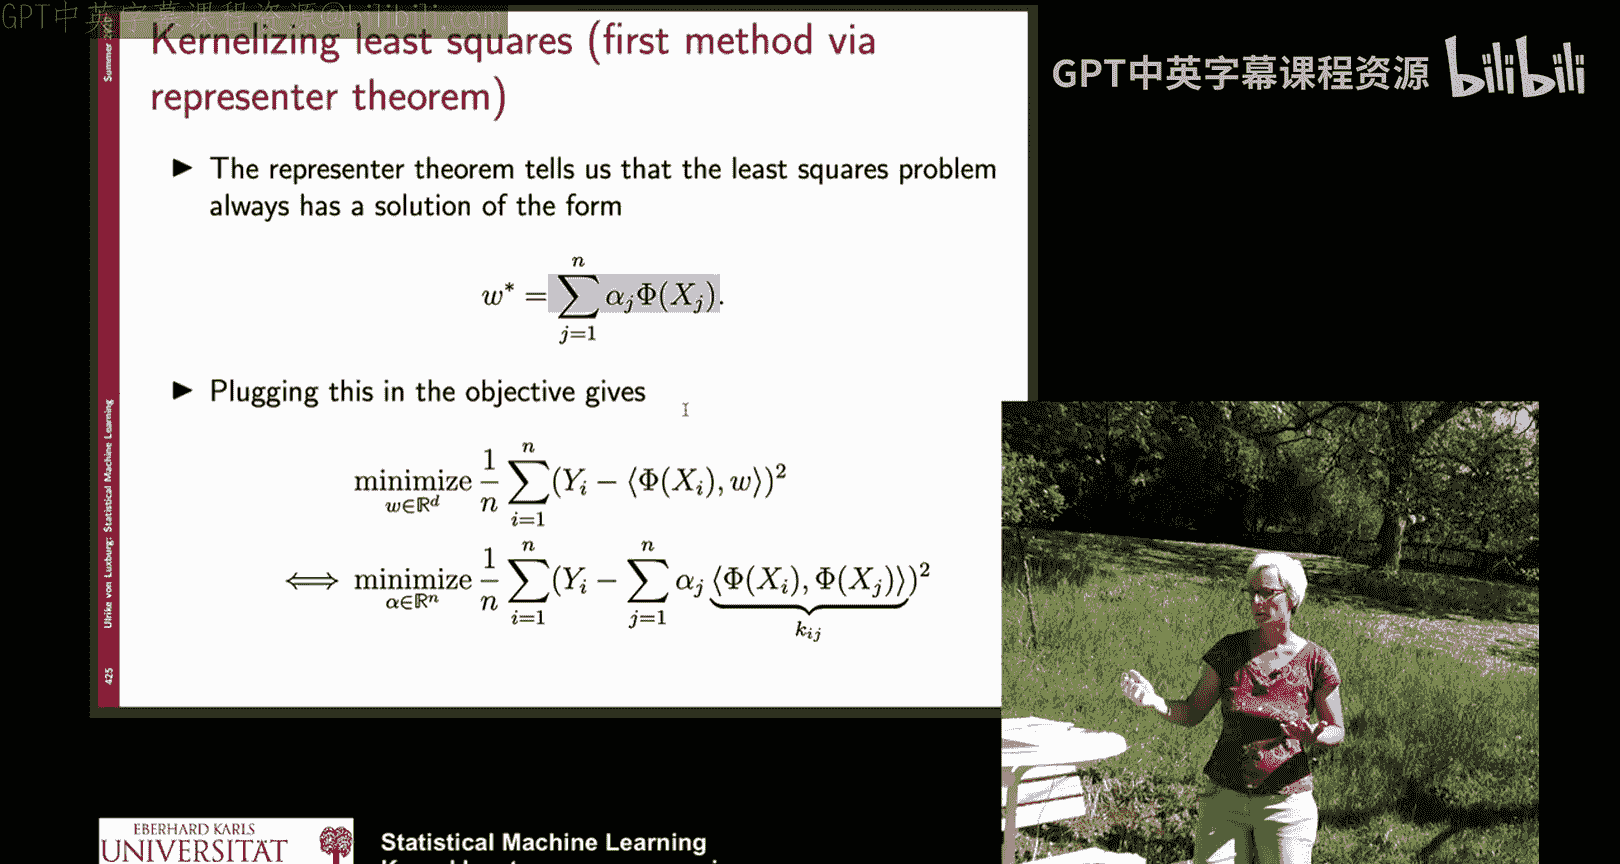 GPT中英字幕课程资源@bilibili.com
GPT中英字幕课程资源 bilibili
Kernelizing least squares (first method via
representer theorem)
▶ The representer theorem tells us that the least squares problem
always has a solution of the form
w* = ∑_{j=1}^{n} α_j Φ(X_j).
▶ Plugging this in the objective gives
minimize_{w∈ℝ^d} 1/n ∑_{i=1}^{n} (Y_i − ⟨Φ(X_i), w⟩)²
⟺ minimize_{α∈ℝ^n} 1/n ∑_{i=1}^{n} (Y_i − ∑_{j=1}^{n} α_j ⟨Φ(X_i), Φ(X_j)⟩)²
k_{ij}
Summer
Ulrike von Luxburg: Statistical Machine Learning
425
EBERHARD KARLS
UNIVERSITÄT
Statistical Machine Learning